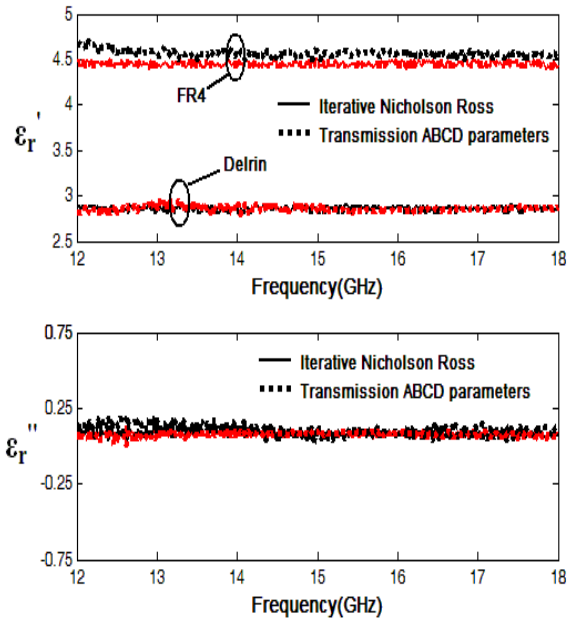 5
4.5
4
3.5
3
2.5
εr'
FR4
Iterative Nicholson Ross
Transmission ABCD parameters
Delrin
12 13 14 15 16 17 18
Frequency(GHz)
0.75
0.25
-0.25
-0.75
εr''
Iterative Nicholson Ross
Transmission ABCD parameters
12 13 14 15 16 17 18
Frequency(GHz)